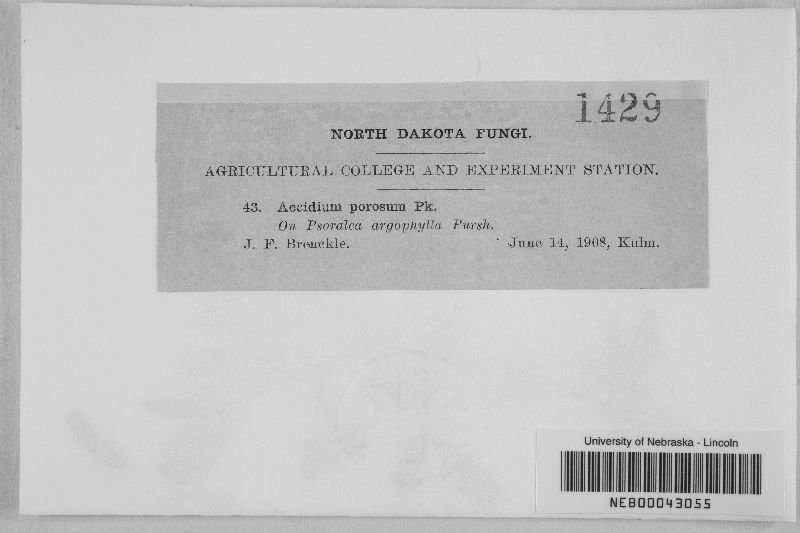 1429
NORTH DAKOTA FUNGI.
AGRICULTURAL COLLEGE AND EXPERIMENT STATION.
43. Aecidium porosum Pk.
On Psoralea argophylla Pursh.
J. F. Brenckle. June 14, 1908, Kulm.
University of Nebraska - Lincoln
NEB00043055